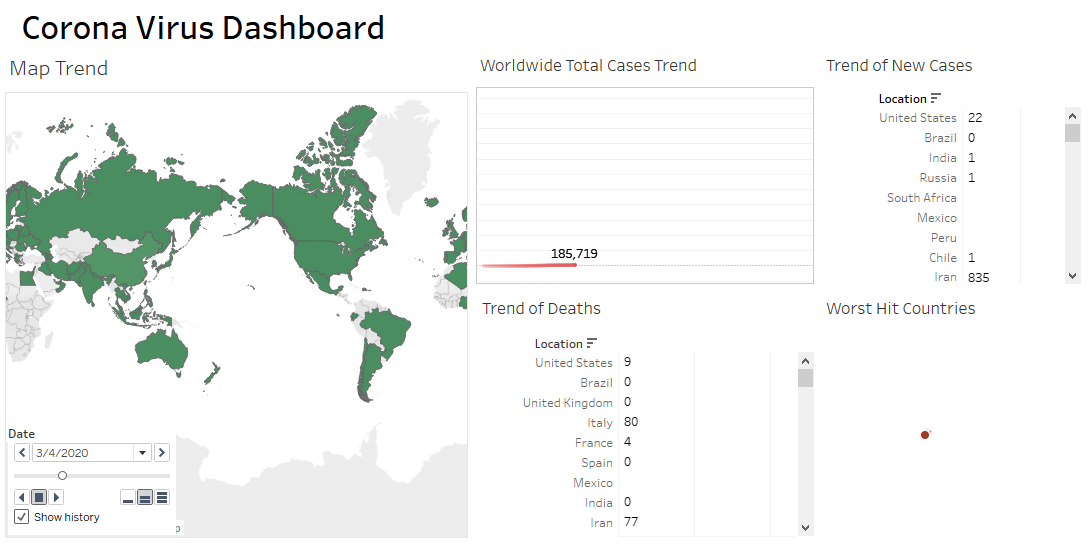 Corona Virus Dashboard
Map Trend
Date
3/4/2020
Show history
Worldwide Total Cases Trend
185,719
Trend of New Cases
Location
United States 22
Brazil 0
India 1
Russia 1
South Africa
Mexico
Peru
Chile 1
Iran 835
Trend of Deaths
Location
United States 9
Brazil 0
United Kingdom 0
Italy 80
France 4
Spain 0
Mexico
India 0
Iran 77
Worst Hit Countries